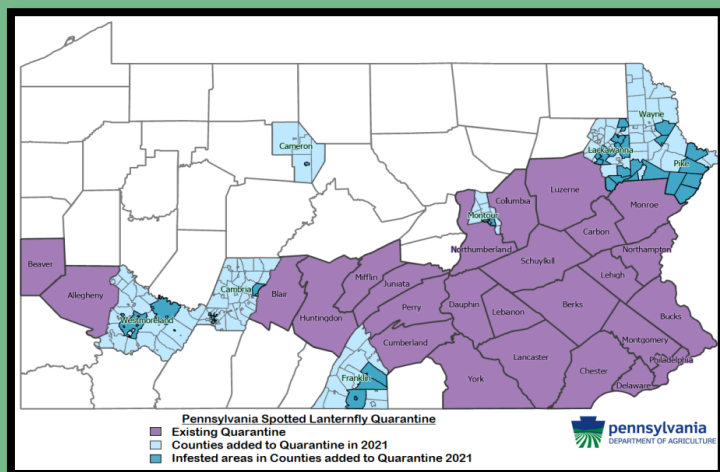 Wayne
Cameron
Lackawanna
Pike
Luzerne
Columbia
Montour
Monroe
Carbon
Northumberland
Northampton
Beaver
Schuylkill
Mifflin
Lehigh
Juniata
Cambria
Blair
Allegheny
Perry
Dauphin
Lebanon
Berks
Bucks
Huntingdon
Westmoreland
Cumberland
Montgomery
Lancaster
Philadelphia
Chester
Franklin
York
Delaware
Pennsylvania Spotted Lanternfly Quarantine
Existing Quarantine
Counties added to Quarantine in 2021
Infested areas in Counties added to Quarantine 2021
pennsylvania
DEPARTMENT OF AGRICULTURE